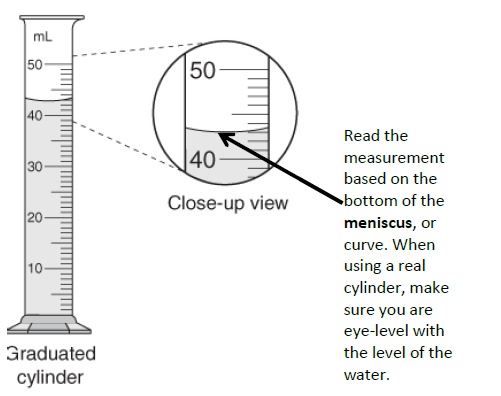 mL
50
40
30
20
10
Graduated
cylinder
50
40
Close-up view
Read the
measurement
based on the
bottom of the
meniscus, or
curve. When
using a real
cylinder, make
sure you are
eye-level with
the level of the
water.